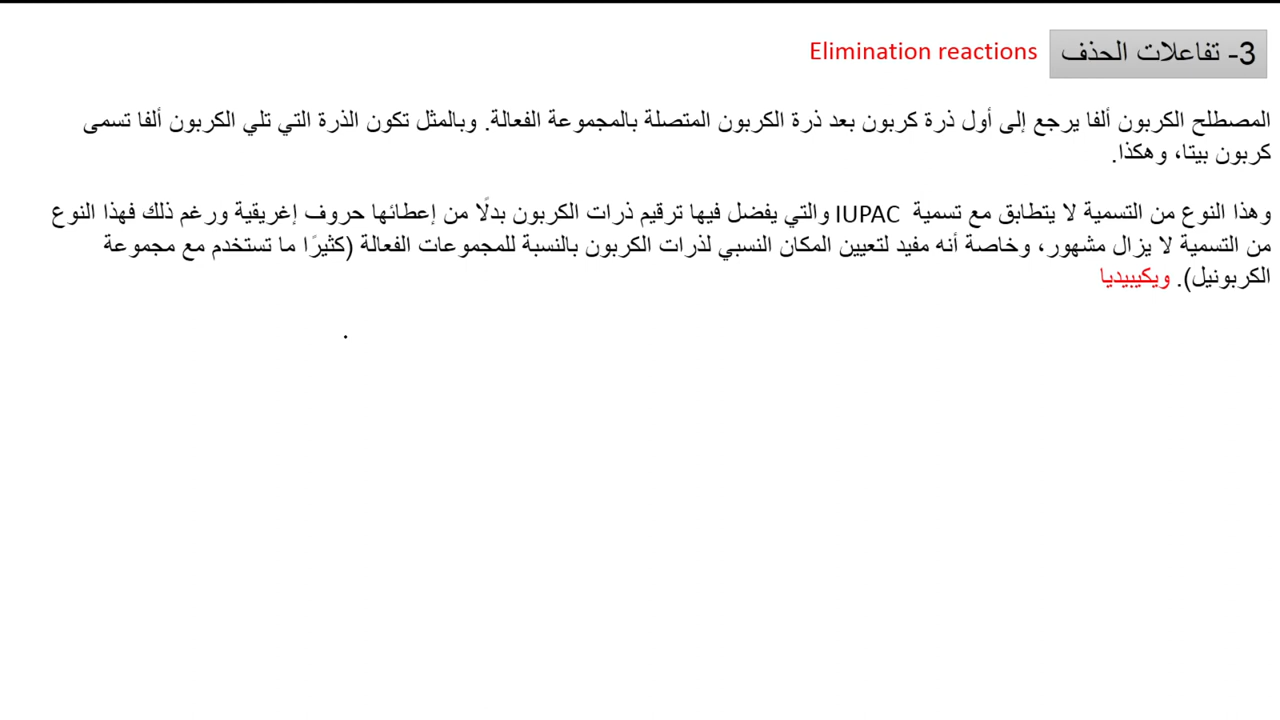 3- تفاعلات الحذف Elimination reactions
المصطلح الكربون ألفا يرجع إلى أول ذرة كربون بعد ذرة الكربون المتصلة بالمجموعة الفعالة. وبالمثل تكون الذرة التي تلي الكربون ألفا تسمى
كربون بيتا، وهكذا.
وهذا النوع من التسمية لا يتطابق مع تسمية IUPAC والتي يفضل فيها ترقيم ذرات الكربون بدلًا من إعطائها حروف إغريقية ورغم ذلك فهذا النوع
من التسمية لا يزال مشهور، وخاصة أنه مفيد لتعيين المكان النسبي لذرات الكربون بالنسبة للمجموعات الفعالة (كثيرًا ما تستخدم مع مجموعة
الكربونيل). ويكيبيديا